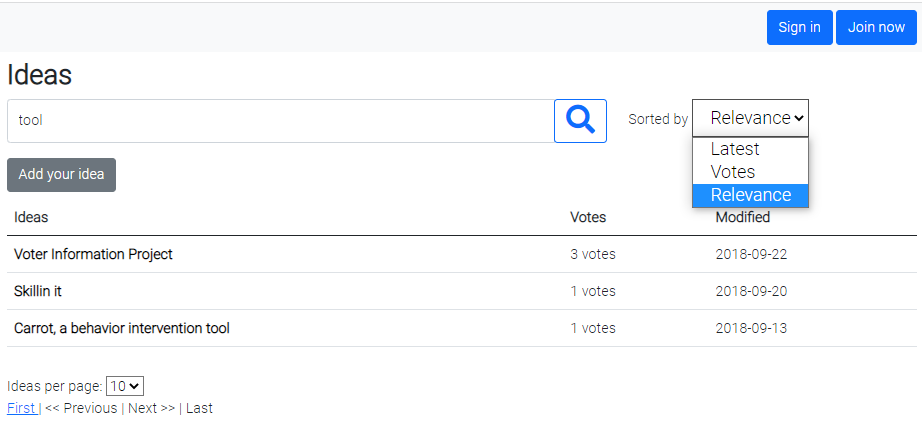 Sign in Join now
Ideas
tool Sorted by Relevance
Latest
Add your idea Votes
Relevance
Ideas Votes Modified
Voter Information Project 3 votes 2018-09-22
Skillin it 1 votes 2018-09-20
Carrot, a behavior intervention tool 1 votes 2018-09-13
Ideas per page: 10
First | << Previous | Next >> | Last